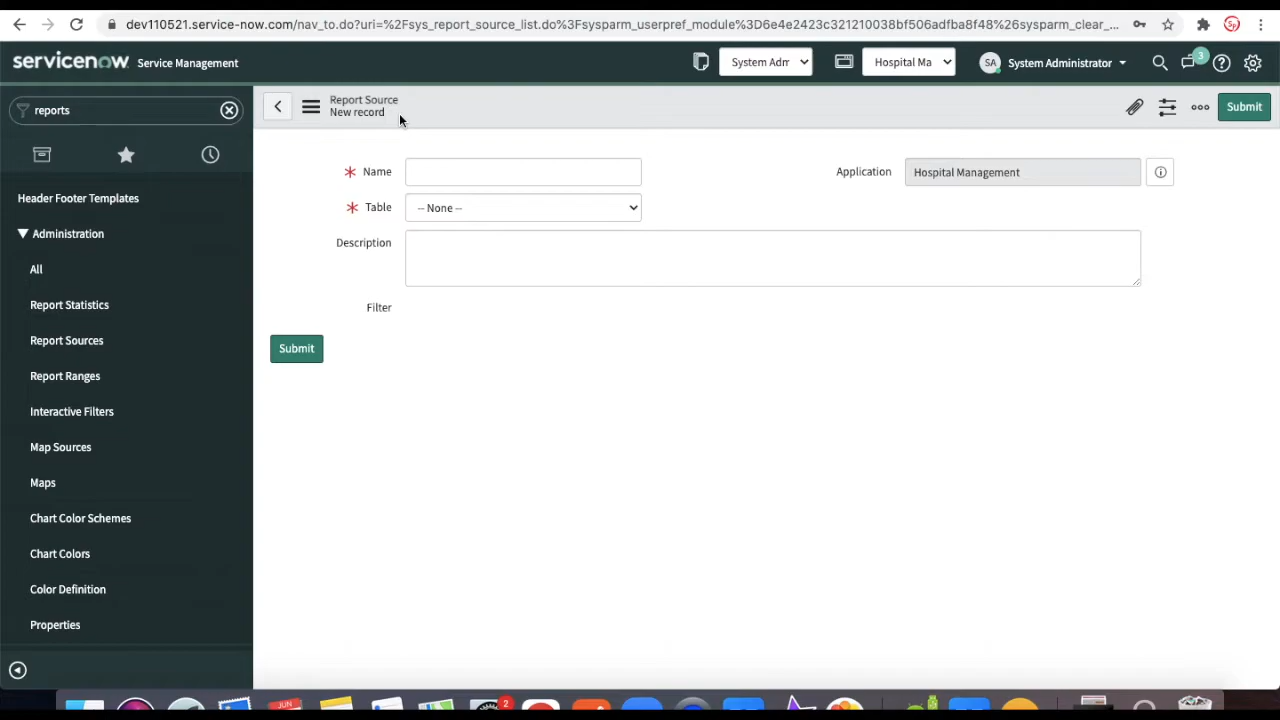 dev110521.service-now.com/nav_to.do?uri=%2Fsys_report_source_list.do%3Fsysparm_userpref_module%3D6e4e2423c321210038bf506adfba8f48%26sysparm_clear_...
servicenow Service Management
System Adm
Hospital Ma
SA System Administrator
3
reports
Report Source
New record
Submit
Header Footer Templates
Administration
All
Report Statistics
Report Sources
Report Ranges
Interactive Filters
Map Sources
Maps
Chart Color Schemes
Chart Colors
Color Definition
Properties
* Name
Application Hospital Management
* Table -- None --
Description
Filter
Submit
JUN
2